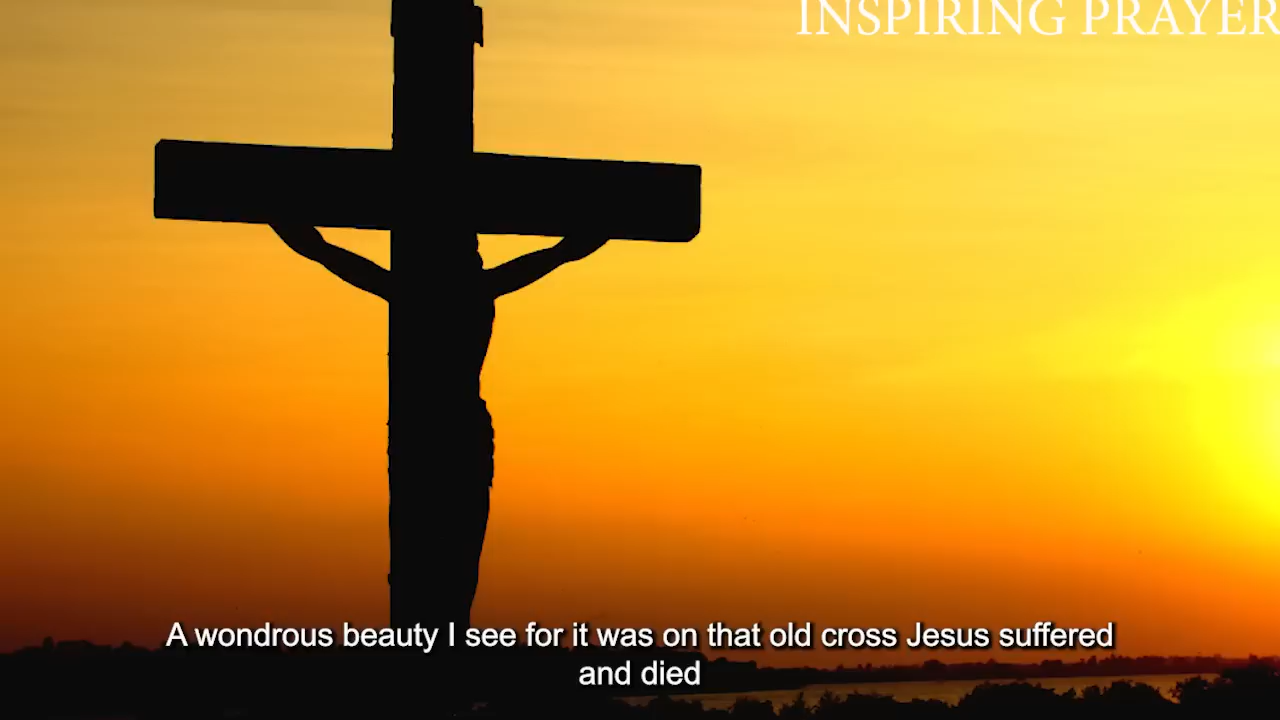 INSPIRING PRAYER
A wondrous beauty I see for it was on that old cross Jesus suffered
and died